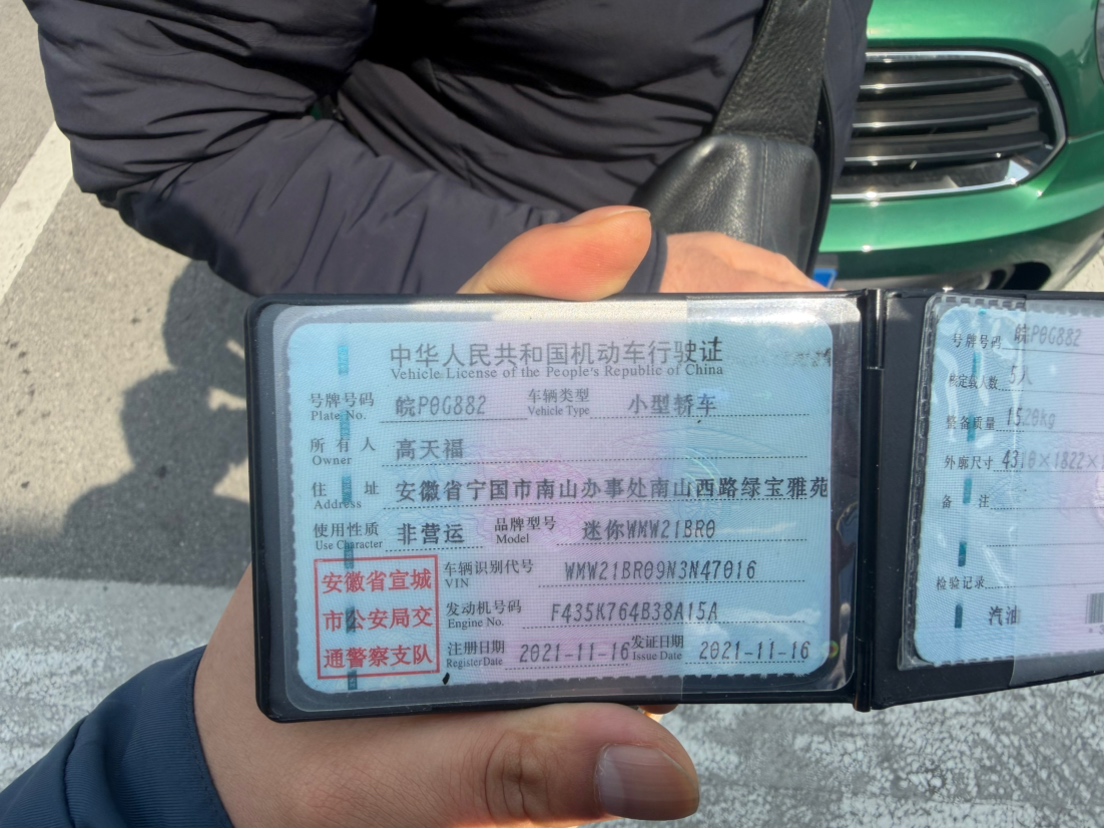 中华人民共和国机动车行驶证
Vehicle License of the People's Republic of China
号牌号码 皖P0G882 车辆类型 小型轿车
Plate No. Vehicle Type
所有人 高天福
Owner
住址 安徽省宁国市南山办事处南山西路绿宝雅苑
Address
使用性质 非营运 品牌型号 迷你WMW21BR0
Use Character Model
安徽省宣城
市公安局交
通警察支队
车辆识别代号 WMW21BR09N3N47016
VIN
发动机号码 F435K764B38A15A
Engine No.
注册日期 2021-11-16 发证日期 2021-11-16
Register Date Issue Date
号牌号码 皖P0G882
核定载人数 5人
整备质量 1520kg
外廓尺寸 4310×1822×
备注
检验记录
汽油